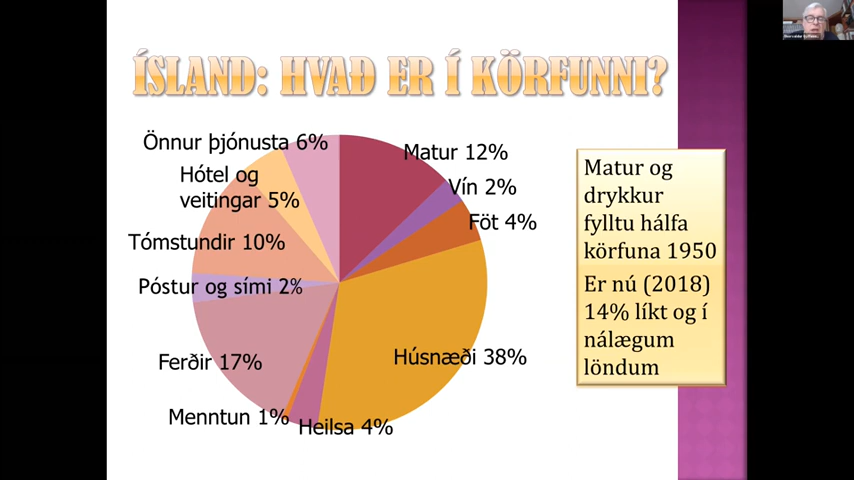 ÍSLAND: HVAÐ ER Í KÖRFUNNI?
Önnur þjónusta 6%
Matur 12%
Hótel og
veitingar 5%
Vín 2%
Föt 4%
Tómstundir 10%
Póstur og sími 2%
Húsnæði 38%
Ferðir 17%
Menntun 1%
Heilsa 4%
Matur og
drykkur
fylltu hálfa
körfuna 1950
Er nú (2018)
14% líkt og í
nálægum
löndum